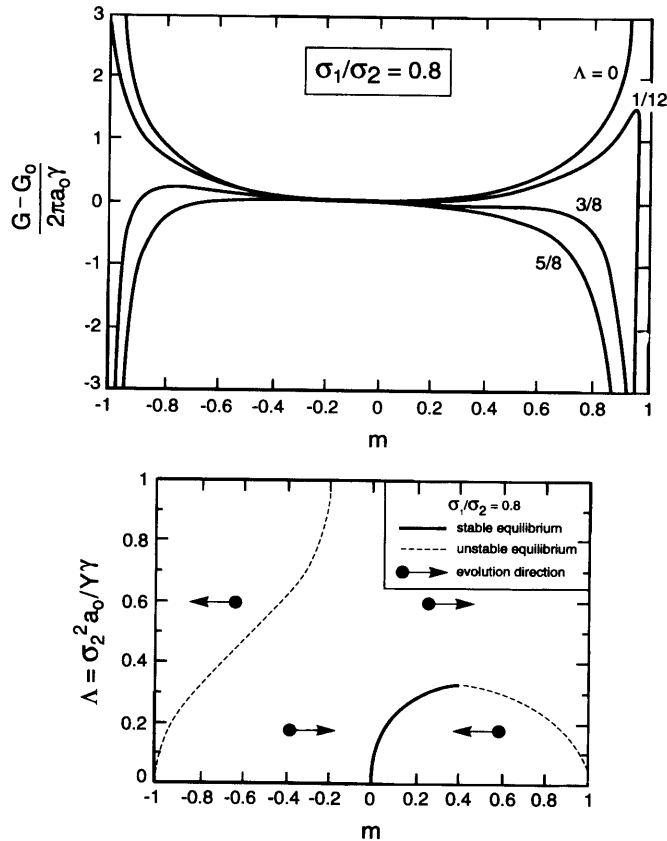 3
2
1
0
-1
-2
-3
G - G₀
2πa₀γ
σ₁/σ₂ = 0.8
Λ = 0
1/12
3/8
5/8
-1 -0.8 -0.6 -0.4 -0.2 0 0.2 0.4 0.6 0.8 1
m
1
0.8
0.6
0.4
0.2
0
Λ = σ₂² a₀/Yγ
σ₁/σ₂ = 0.8
stable equilibrium
unstable equilibrium
evolution direction
-1 -0.8 -0.6 -0.4 -0.2 0 0.2 0.4 0.6 0.8 1
m